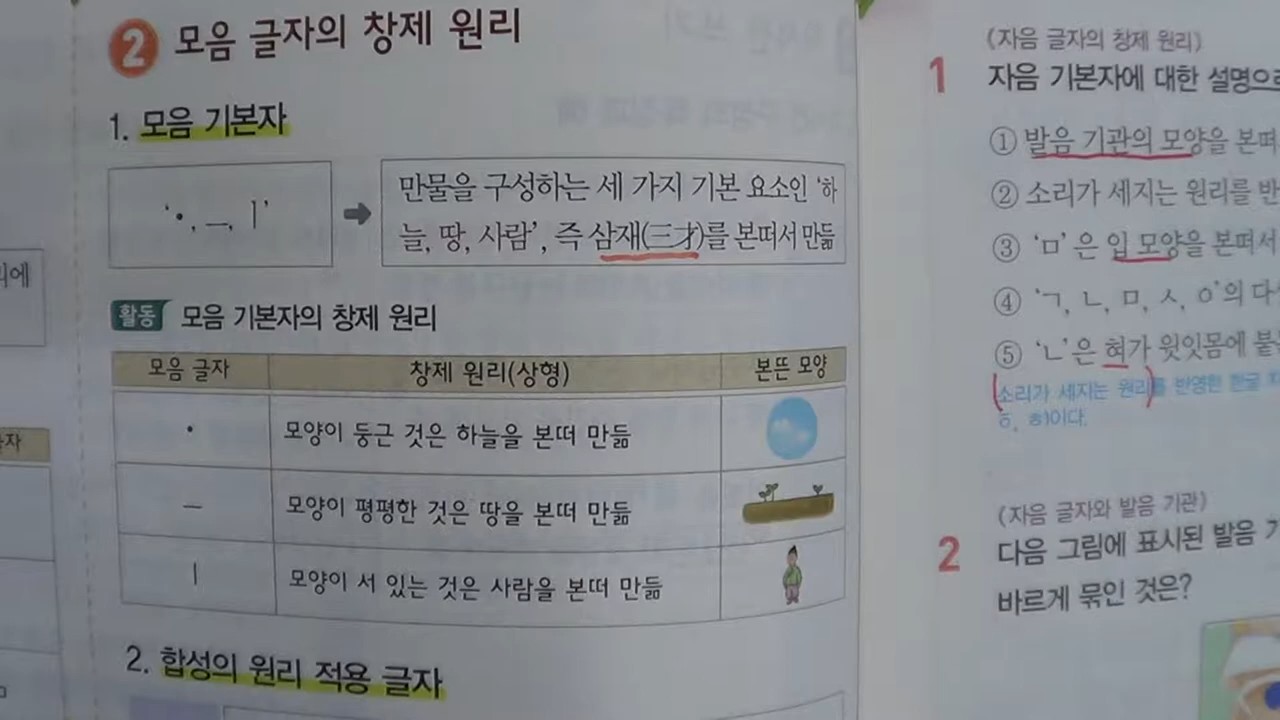 2 모음 글자의 창제 원리
1. 모음 기본자
‘•, ㅡ, ㅣ’
만물을 구성하는 세 가지 기본 요소인 ‘하
늘, 땅, 사람’, 즉 삼재(三才)를 본떠서 만듦
활동 모음 기본자의 창제 원리
모음 글자 창제 원리(상형) 본뜬 모양
• 모양이 둥근 것은 하늘을 본떠 만듦
ㅡ 모양이 평평한 것은 땅을 본떠 만듦
ㅣ 모양이 서 있는 것은 사람을 본떠 만듦
2. 합성의 원리 적용 글자
(자음 글자의 창제 원리)
1 자음 기본자에 대한 설명으로
① 발음 기관의 모양을 본떠
② 소리가 세지는 원리를 반
③ ‘ㅁ’은 입 모양을 본떠서
④ ‘ㄱ, ㄴ, ㅁ, ㅅ, ㅇ’의 다
⑤ ‘ㄴ’은 혀가 윗잇몸에 붙
소리가 세지는 원리를 반영한 한글
ㆆ, ㅎ이다.
(자음 글자와 발음 기관)
2 다음 그림에 표시된 발음
바르게 묶인 것은?